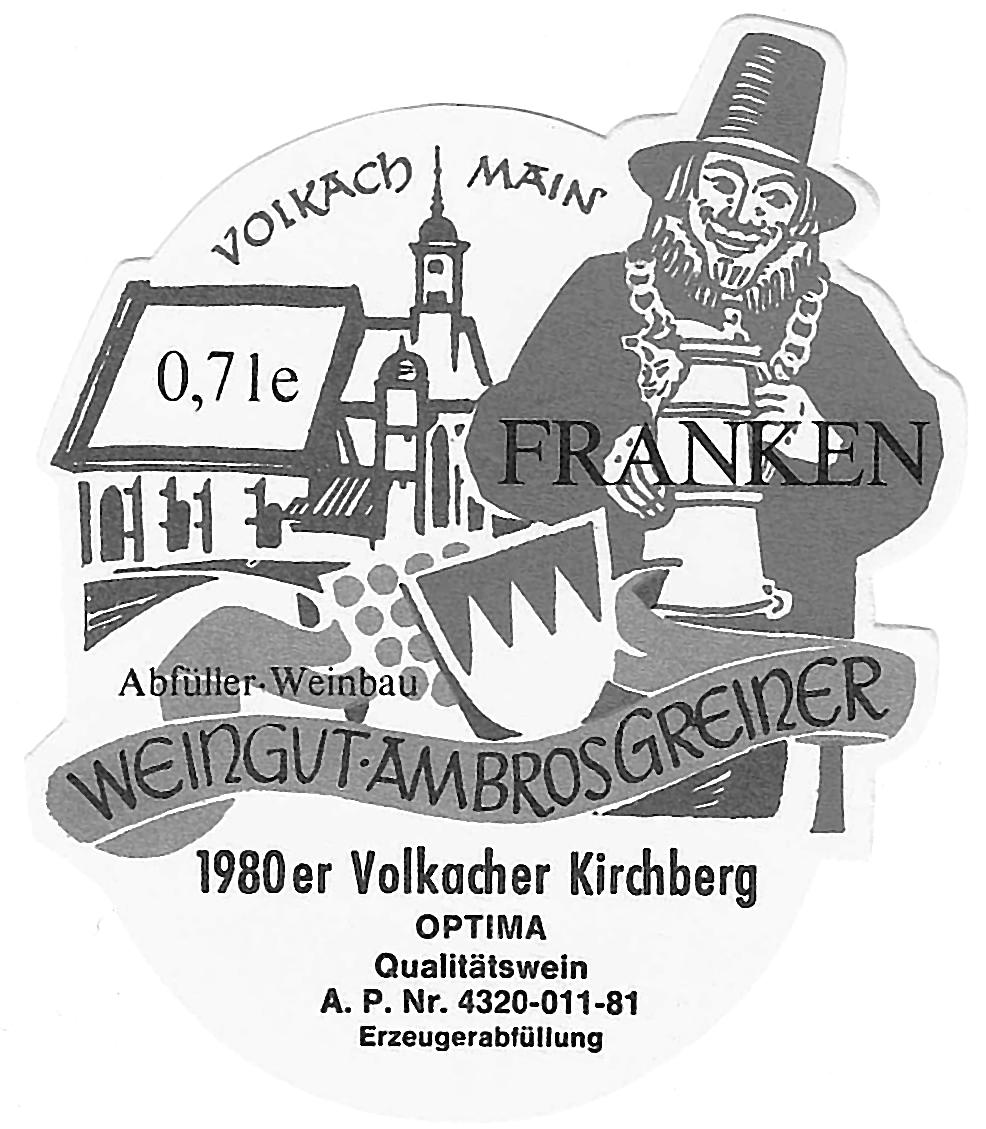 VOLKACH MAIN
0,7 l e
FRANKEN
Abfüller·Weinbau
WEINGUT·AMBROS GREINER
1980er Volkacher Kirchberg
OPTIMA
Qualitätswein
A. P. Nr. 4320-011-81
Erzeugerabfüllung